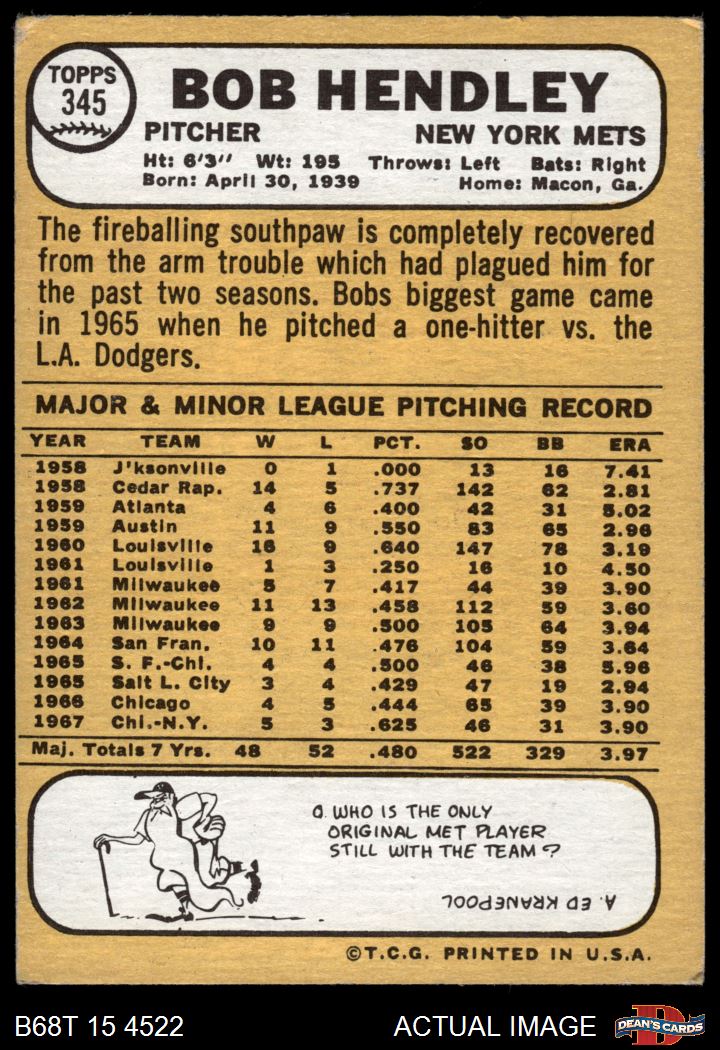 TOPPS
345
BOB HENDLEY
PITCHER NEW YORK METS
Ht: 6'3" Wt: 195 Throws: Left Bats: Right
Born: April 30, 1939 Home: Macon, Ga.
The fireballing southpaw is completely recovered
from the arm trouble which had plagued him for
the past two seasons. Bobs biggest game came
in 1965 when he pitched a one-hitter vs. the
L.A. Dodgers.
MAJOR & MINOR LEAGUE PITCHING RECORD
YEAR TEAM W L PCT. SO BB ERA
1958 J'ksonville 0 1 .000 13 16 7.41
1958 Cedar Rap. 14 5 .737 142 62 2.81
1959 Atlanta 4 6 .400 42 31 5.02
1959 Austin 11 9 .550 83 65 2.96
1960 Louisville 16 9 .640 147 78 3.19
1961 Louisville 1 3 .250 16 10 4.50
1961 Milwaukee 5 7 .417 44 39 3.90
1962 Milwaukee 11 13 .458 112 59 3.60
1963 Milwaukee 9 9 .500 105 64 3.94
1964 San Fran. 10 11 .476 104 59 3.64
1965 S. F.-Chi. 4 4 .500 46 38 5.96
1965 Salt L. City 3 4 .429 47 19 2.94
1966 Chicago 4 5 .444 65 39 3.90
1967 Chi.-N.Y. 5 3 .625 46 31 3.90
Maj. Totals 7 Yrs. 48 52 .480 522 329 3.97
Q. WHO IS THE ONLY
ORIGINAL MET PLAYER
STILL WITH THE TEAM?
A. ED KRANEPOOL
©T.C.G. PRINTED IN U.S.A.
B68T 15 4522 ACTUAL IMAGE DEAN'S CARDS